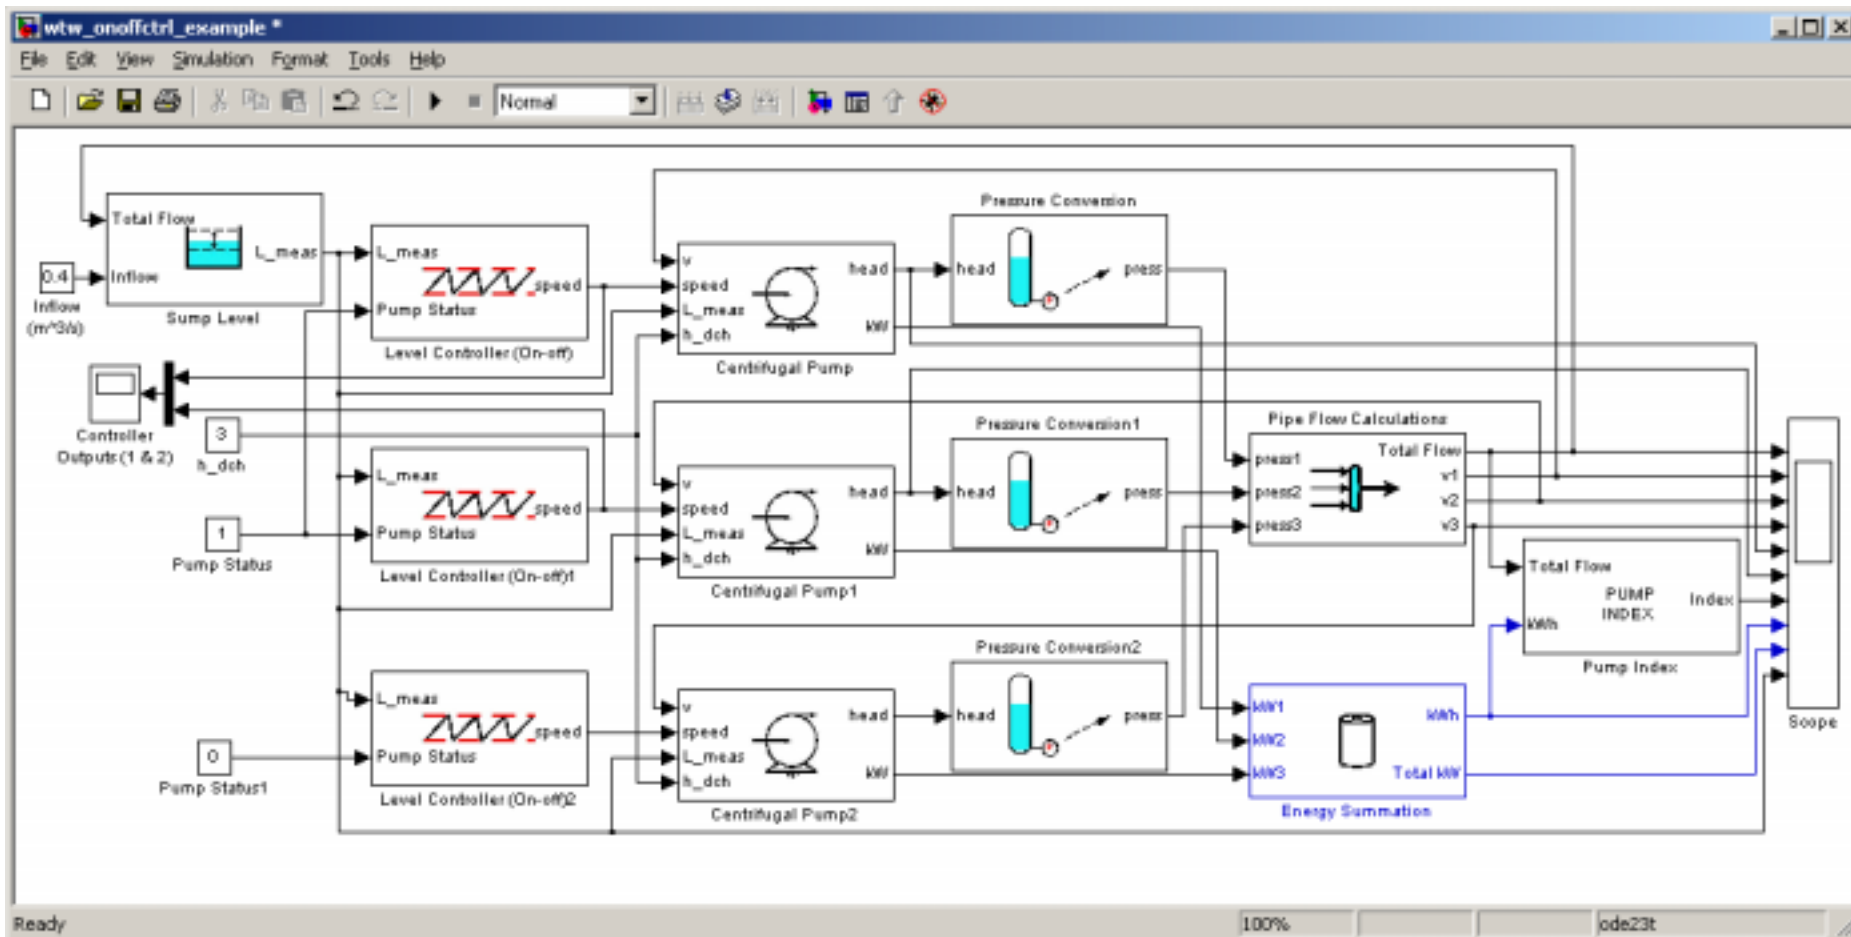 wtw_onoffctrl_example *
File Edit View Simulation Format Tools Help
Normal
Total Flow
L_meas
Inflow
Sump Level
0.4
Inflow
(m^3/s)
L_meas
speed
Pump Status
Level Controller (On-off)
v
speed
L_meas
h_dch
head
kW
Centrifugal Pump
Pressure Conversion
head
press
Controller
Outputs (1 & 2)
3
h_dch
1
Pump Status
L_meas
speed
Pump Status
Level Controller (On-off)1
v
speed
L_meas
h_dch
head
kW
Centrifugal Pump1
Pressure Conversion1
head
press
Pipe Flow Calculations
press1
press2
press3
Total Flow
v1
v2
v3
Total Flow
PUMP
INDEX
Index
kWh
Pump Index
Scope
0
Pump Status1
L_meas
speed
Pump Status
Level Controller (On-off)2
v
speed
L_meas
h_dch
head
kW
Centrifugal Pump2
Pressure Conversion2
head
press
kW1
kW2
kW3
kWh
Total kW
Energy Summation
Ready
100%
ode23t